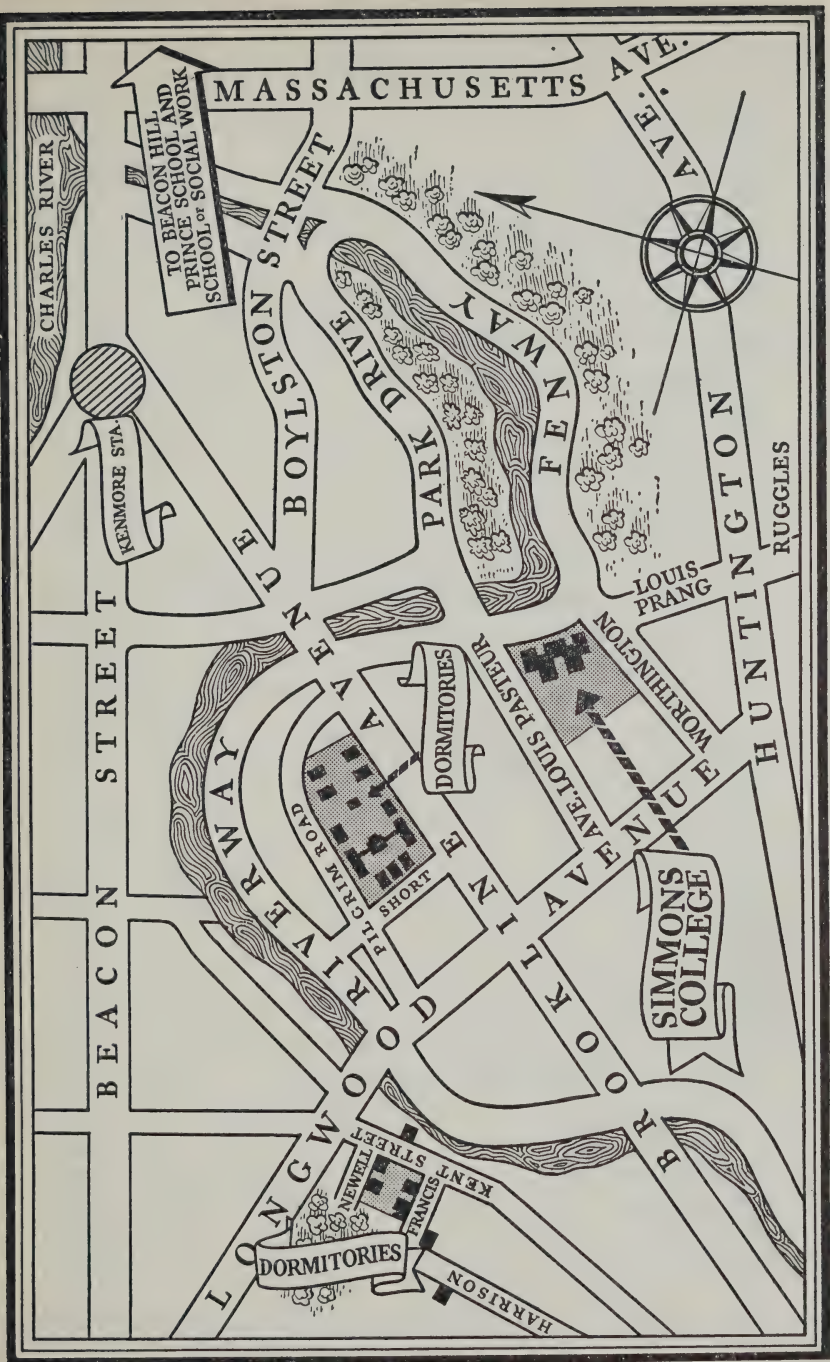 MASSACHUSETTS AVE.
TO BEACON HILL
PRINCE SCHOOL AND
SCHOOL OF SOCIAL WORK
CHARLES RIVER
KENMORE STA.
BOYLSTON STREET
PARK DRIVE
FENWAY
HUNTINGTON AVE.
RUGGLES
LOUIS
PRANG
WORTHINGTON
AVE. LOUIS PASTEUR
SIMMONS
COLLEGE
DORMITORIES
BROOKLINE AVENUE
PILGRIM ROAD
SHORT
RIVERWAY
BEACON STREET
LONGWOOD AVENUE
NEWELL
KENT STREET
FRANCIS
DORMITORIES
HARRISON